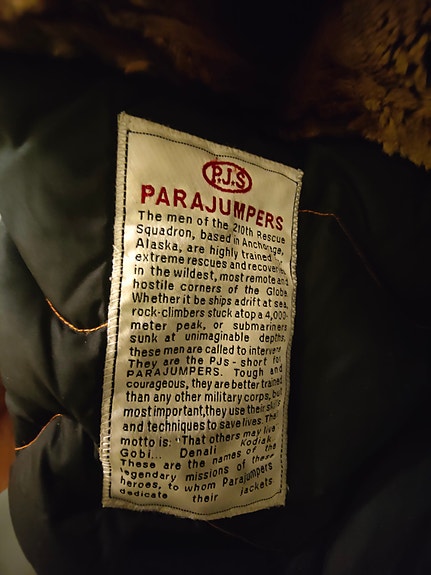 P.J.S
PARAJUMPERS
The men of the 210th Rescue
Squadron, based in Anchorage,
Alaska, are highly trained in
extreme rescues and recoveries
in the wildest, most remote and
hostile corners of the Globe
Whether it be ships adrift at sea,
rock-climbers stuck atop a 4,000-
meter peak, or submariners
sunk at unimaginable depths,
these men are called to intervene
They are the PJs - short for
PARAJUMPERS. Tough and
courageous, they are better trained
than any other military corps, but
most important, they use their skills
and techniques to save lives. Their
motto is: "That others may live
Gobi... Denali Kodiak
These are the names of the
legendary missions of these
heroes, to whom Parajumpers
dedicate their jackets